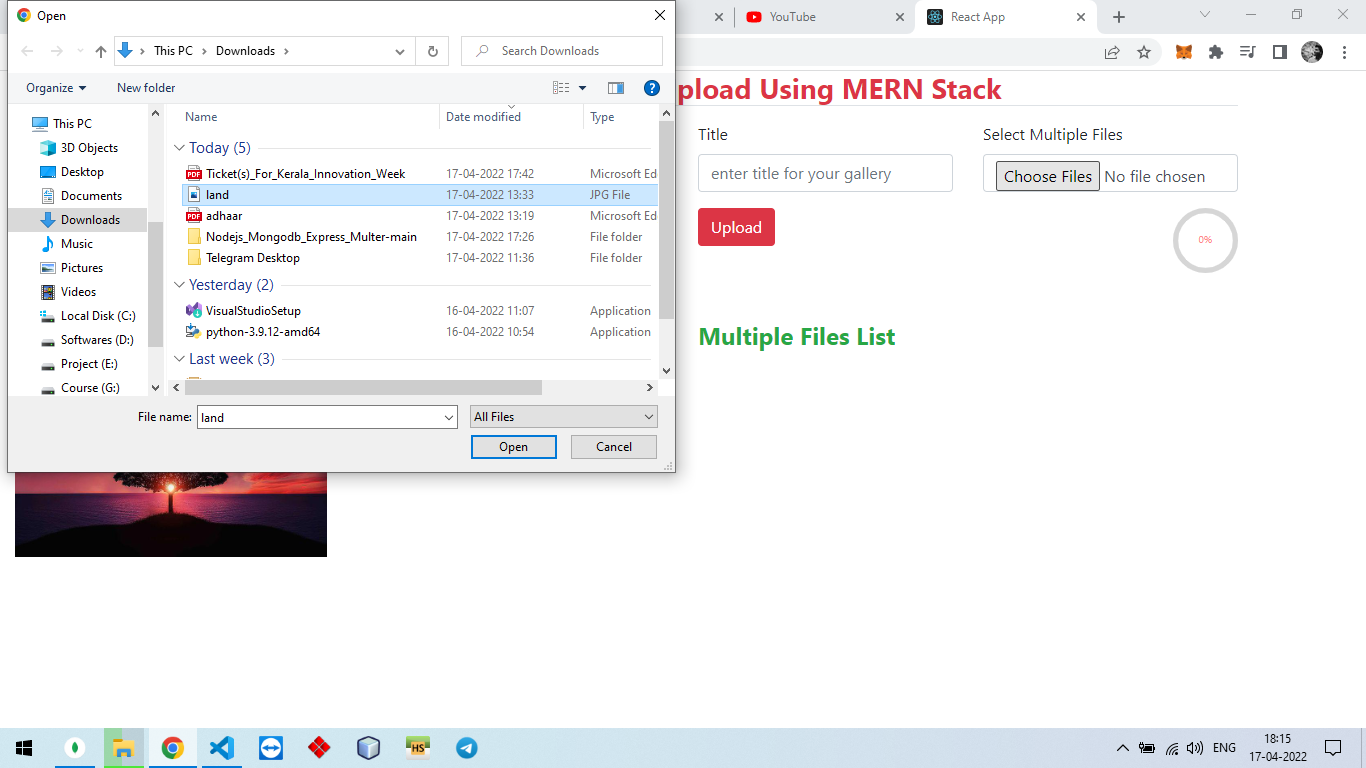 Open
YouTube
React App
This PC
Downloads
Search Downloads
Organize
New folder
This PC
3D Objects
Desktop
Documents
Downloads
Music
Pictures
Videos
Local Disk (C:)
Softwares (D:)
Project (E:)
Course (G:)
Name Date modified Type
Today (5)
Ticket(s)_For_Kerala_Innovation_Week 17-04-2022 17:42 Microsoft Ed
land 17-04-2022 13:33 JPG File
adhaar 17-04-2022 13:19 Microsoft Ed
Nodejs_Mongodb_Express_Multer-main 17-04-2022 17:26 File folder
Telegram Desktop 17-04-2022 11:36 File folder
Yesterday (2)
VisualStudioSetup 16-04-2022 11:07 Application
python-3.9.12-amd64 16-04-2022 10:54 Application
Last week (3)
File name: land
All Files
Open
Cancel
pload Using MERN Stack
Title
enter title for your gallery
Select Multiple Files
Choose Files No file chosen
Upload
0%
Multiple Files List
HS
ENG
18:15
17-04-2022